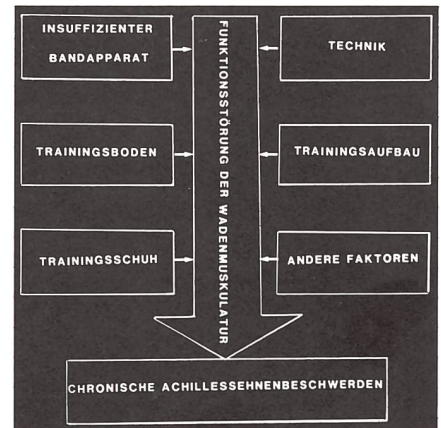 INSUFFIZIENTER
BANDAPPARAT
TECHNIK
TRAININGSBODEN
TRAININGSAUFBAU
TRAININGSSCHUH
ANDERE FAKTOREN
FUNKTIONSSTÖRUNG DER WADENMUSKULATUR
CHRONISCHE ACHILLESSEHNENBESCHWERDEN